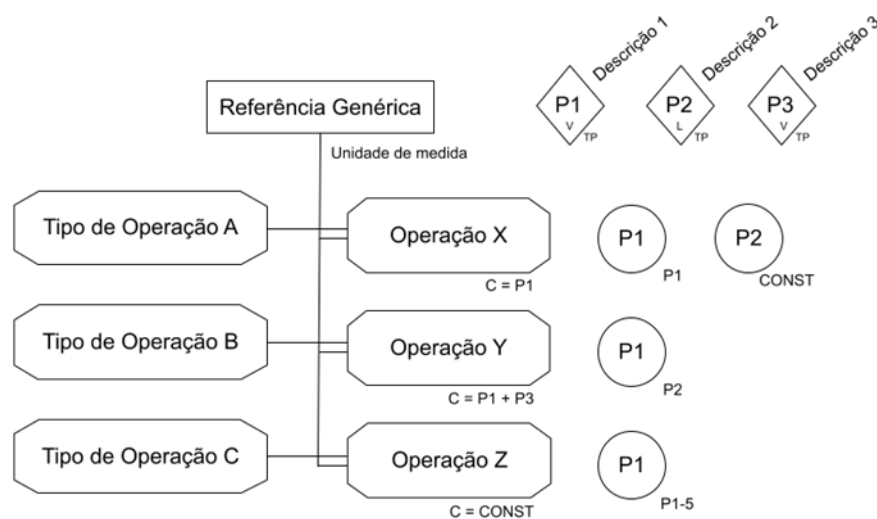 Descrição 1
Descrição 2
Descrição 3
P1
V
TP
P2
L
TP
P3
V
TP
Referência Genérica
Unidade de medida
Tipo de Operação A
Operação X
C = P1
P1
P1
P2
CONST
Tipo de Operação B
Operação Y
C = P1 + P3
P1
P2
Tipo de Operação C
Operação Z
C = CONST
P1
P1-5